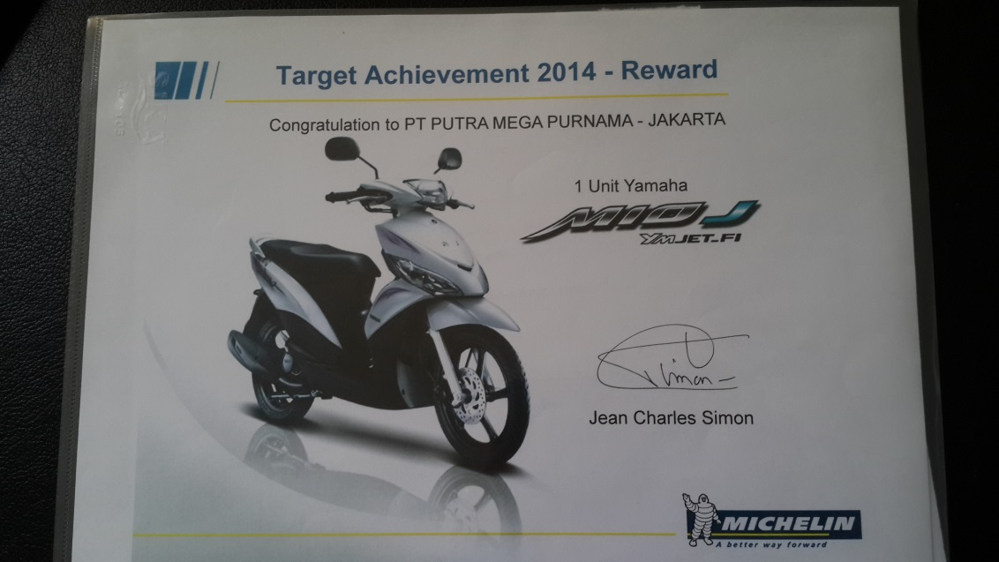 Target Achievement 2014 - Reward
Congratulation to PT PUTRA MEGA PURNAMA - JAKARTA
1 Unit Yamaha
MIO J
YMJET-FI
Simon
Jean Charles Simon
MICHELIN
A better way forward